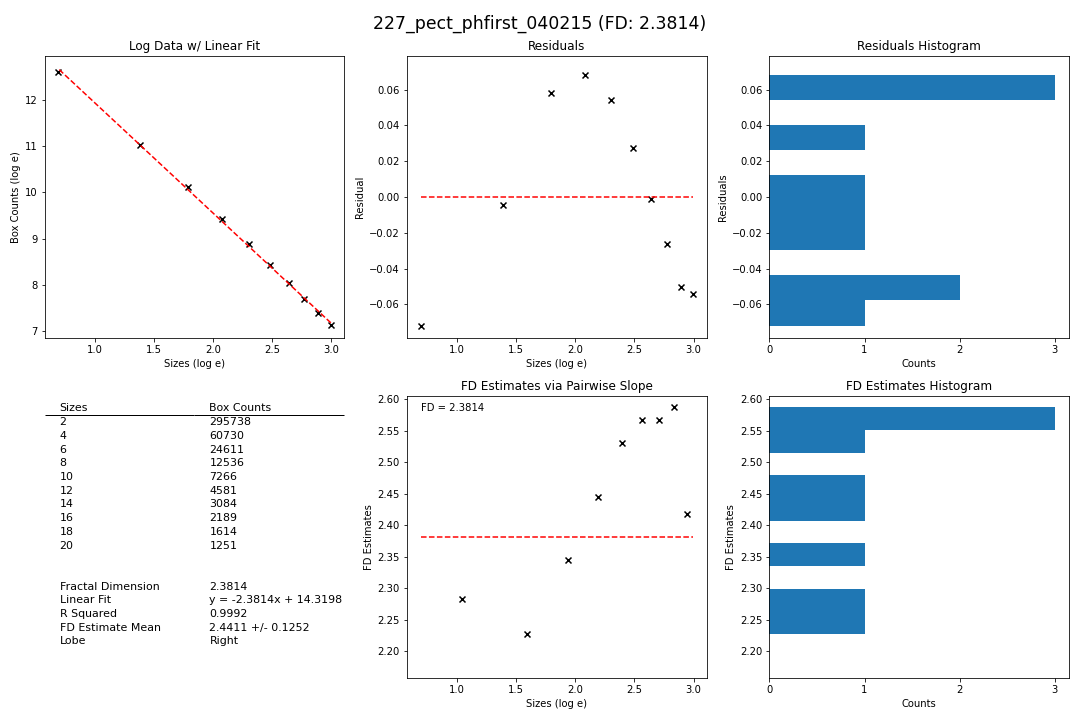 227_pect_phfirst_040215 (FD: 2.3814)
Log Data w/ Linear Fit
Box Counts (log e)
12
11
10
9
8
7
1.0 1.5 2.0 2.5 3.0
Sizes (log e)
Residuals
Residual
0.06
0.04
0.02
0.00
−0.02
−0.04
−0.06
1.0 1.5 2.0 2.5 3.0
Sizes (log e)
Residuals Histogram
Residuals
0.06
0.04
0.02
0.00
−0.02
−0.04
−0.06
0 1 2 3
Counts
Sizes Box Counts
2 295738
4 60730
6 24611
8 12536
10 7266
12 4581
14 3084
16 2189
18 1614
20 1251
Fractal Dimension 2.3814
Linear Fit y = -2.3814x + 14.3198
R Squared 0.9992
FD Estimate Mean 2.4411 +/- 0.1252
Lobe Right
FD Estimates via Pairwise Slope
FD = 2.3814
FD Estimates
2.60
2.55
2.50
2.45
2.40
2.35
2.30
2.25
2.20
1.0 1.5 2.0 2.5 3.0
Sizes (log e)
FD Estimates Histogram
FD Estimates
2.60
2.55
2.50
2.45
2.40
2.35
2.30
2.25
2.20
0 1 2 3
Counts